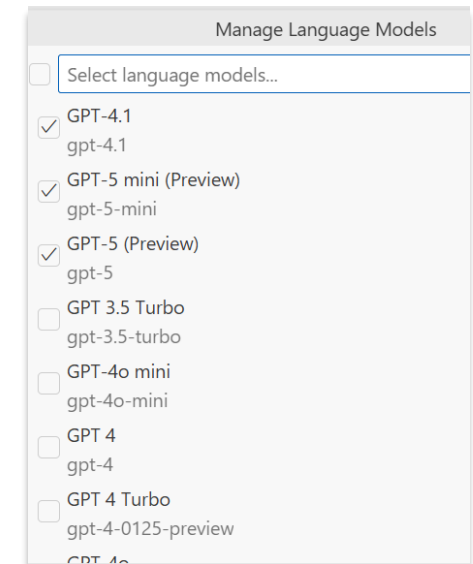 Manage Language Models
Select language models...
GPT-4.1
gpt-4.1
GPT-5 mini (Preview)
gpt-5-mini
GPT-5 (Preview)
gpt-5
GPT 3.5 Turbo
gpt-3.5-turbo
GPT-4o mini
gpt-4o-mini
GPT 4
gpt-4
GPT 4 Turbo
gpt-4-0125-preview
GPT-4o